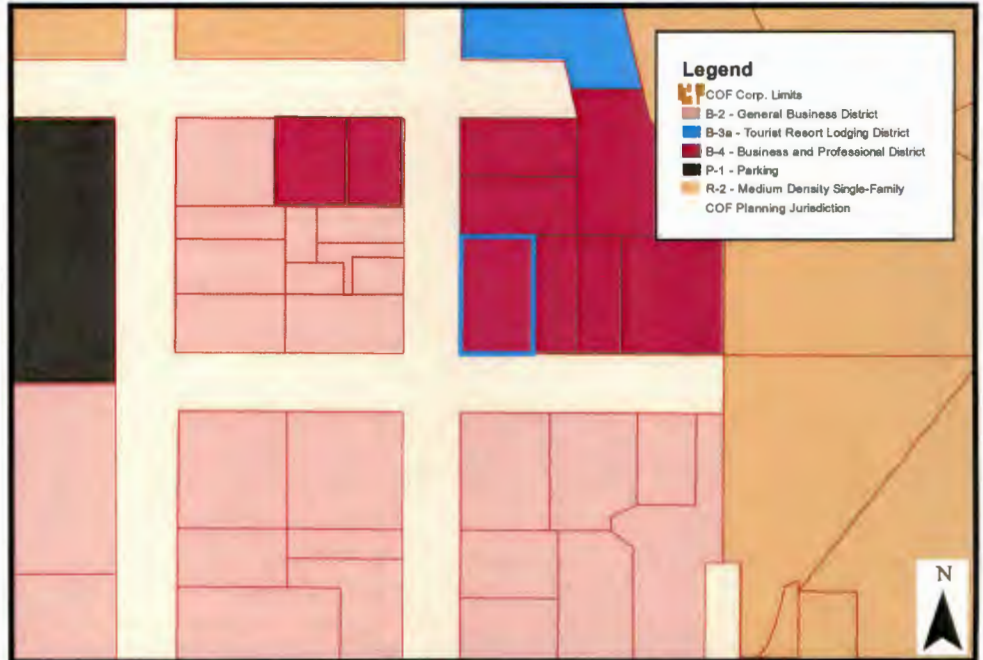 Legend
COF Corp. Limits
B-2 - General Business District
B-3a - Tourist Resort Lodging District
B-4 - Business and Professional District
P-1 - Parking
R-2 - Medium Density Single-Family
COF Planning Jurisdiction
N